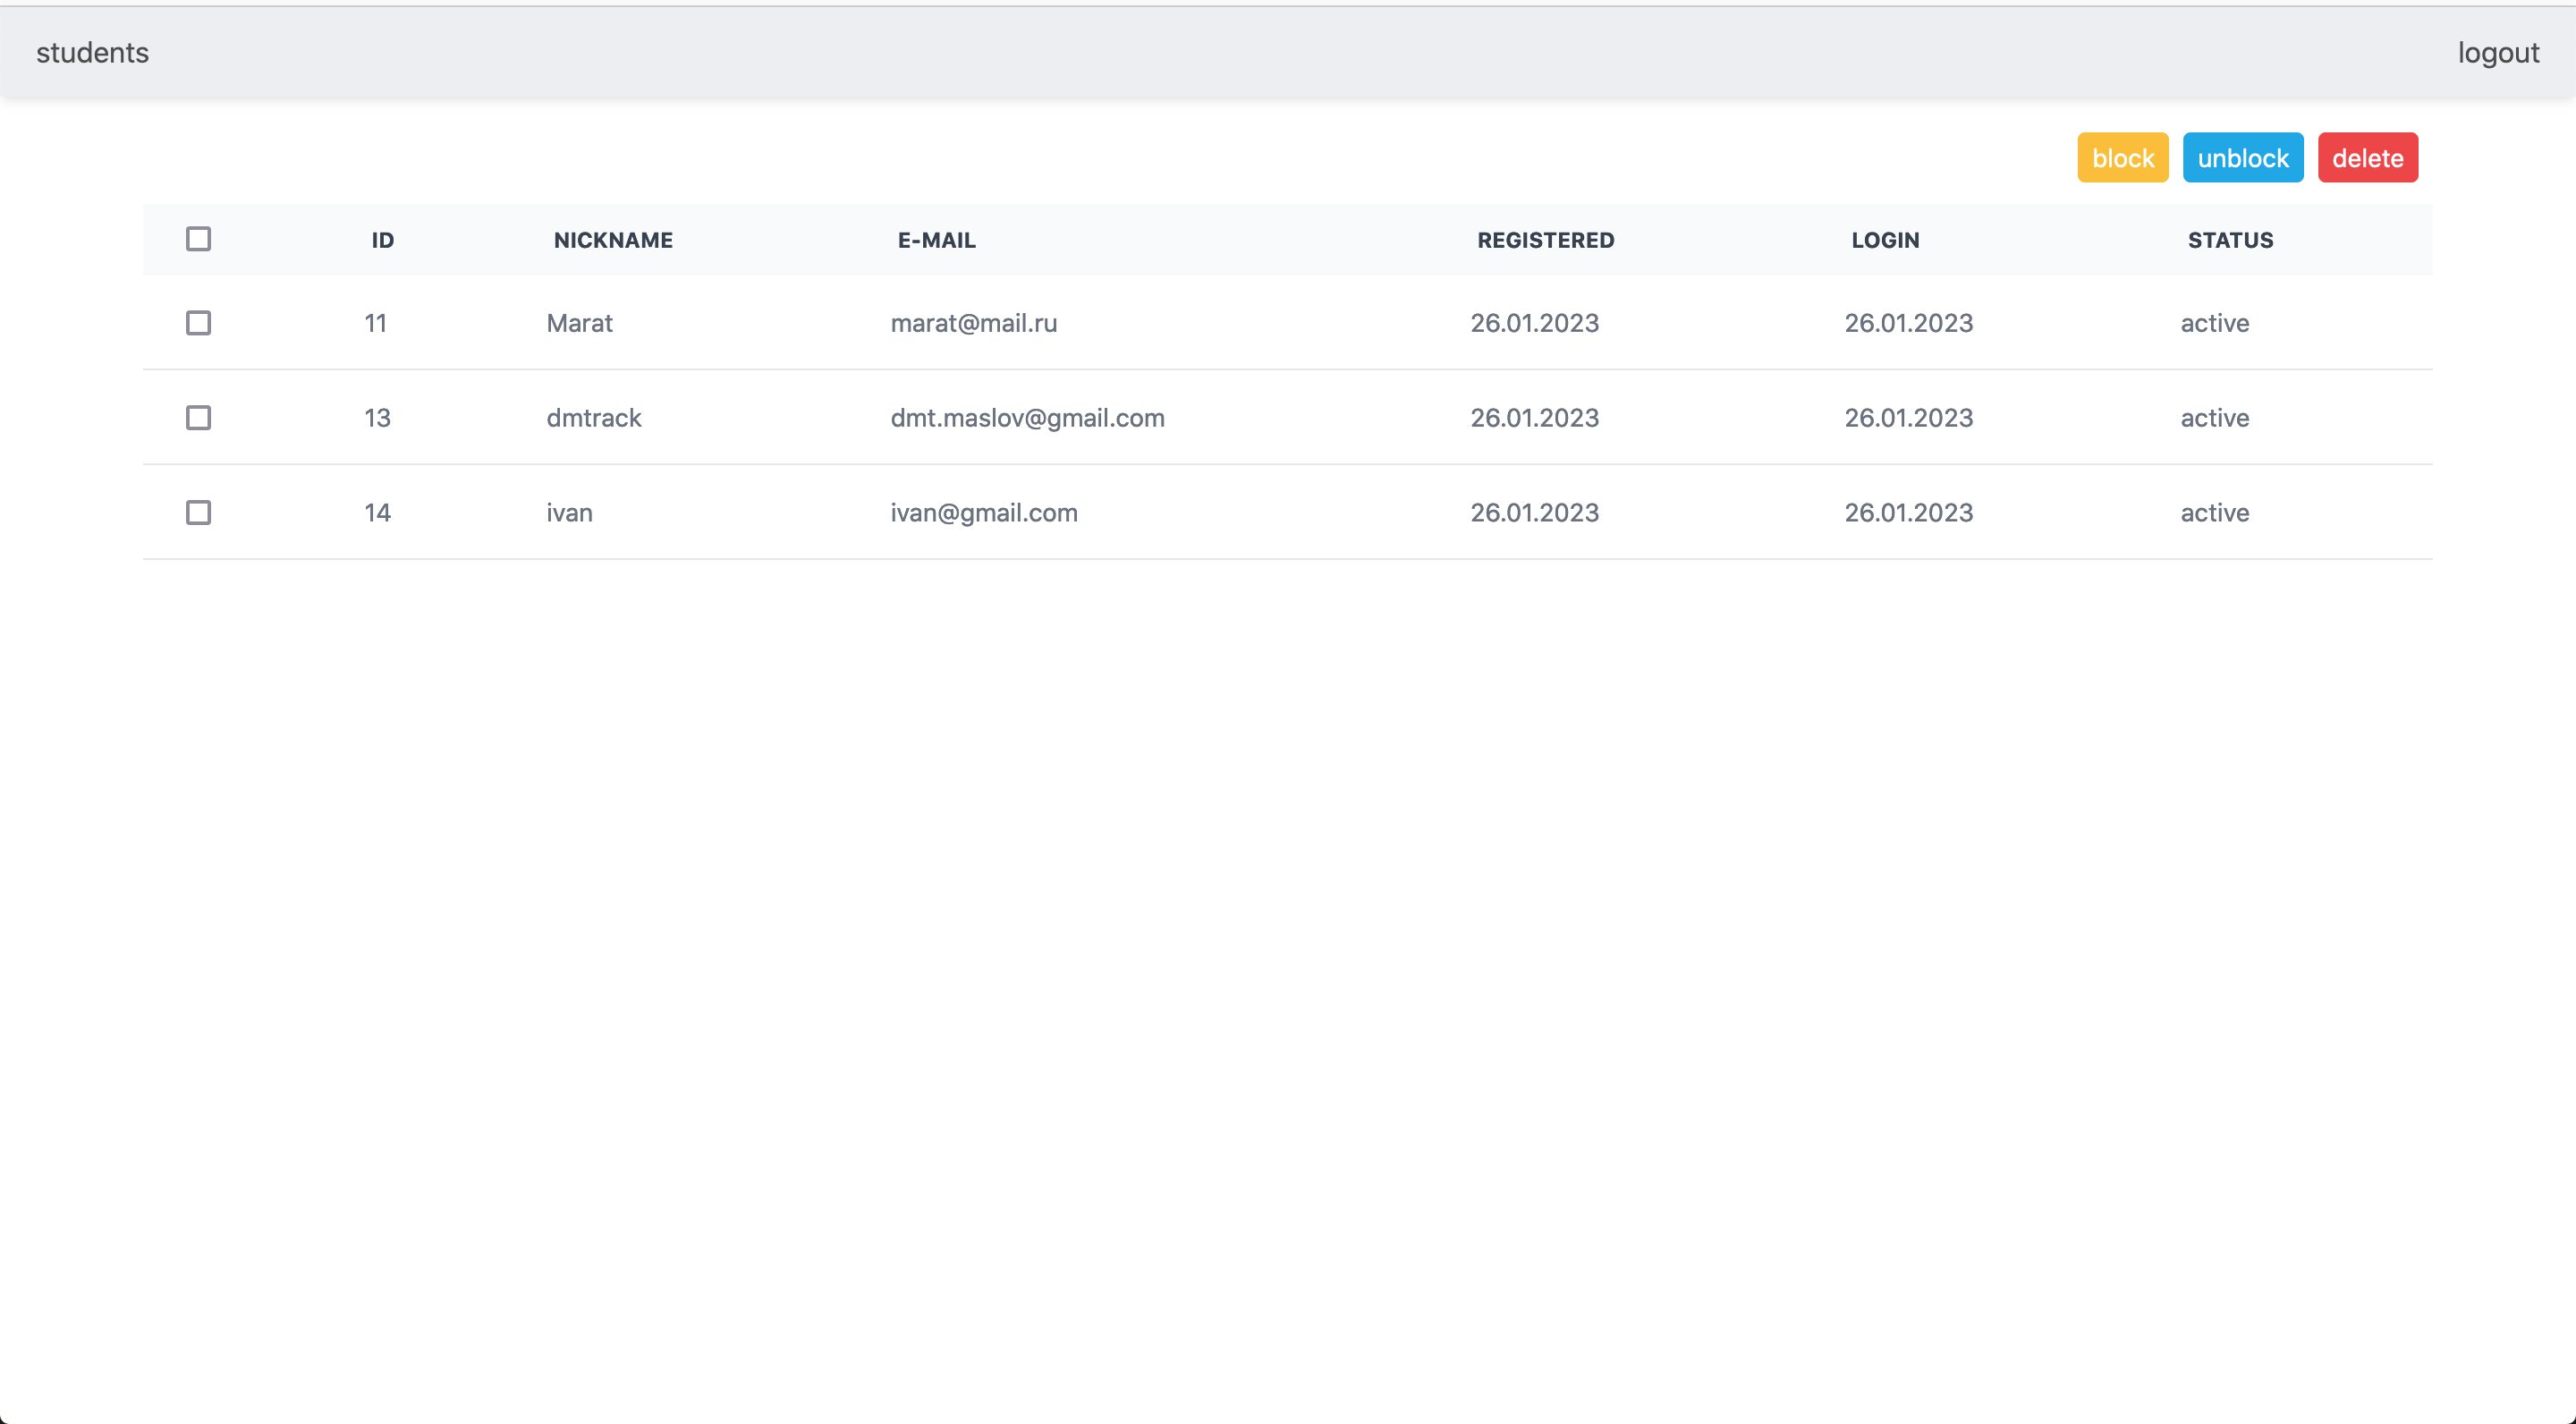 students logout
block unblock delete
ID NICKNAME E-MAIL REGISTERED LOGIN STATUS
11 Marat marat@mail.ru 26.01.2023 26.01.2023 active
13 dmtrack dmt.maslov@gmail.com 26.01.2023 26.01.2023 active
14 ivan ivan@gmail.com 26.01.2023 26.01.2023 active